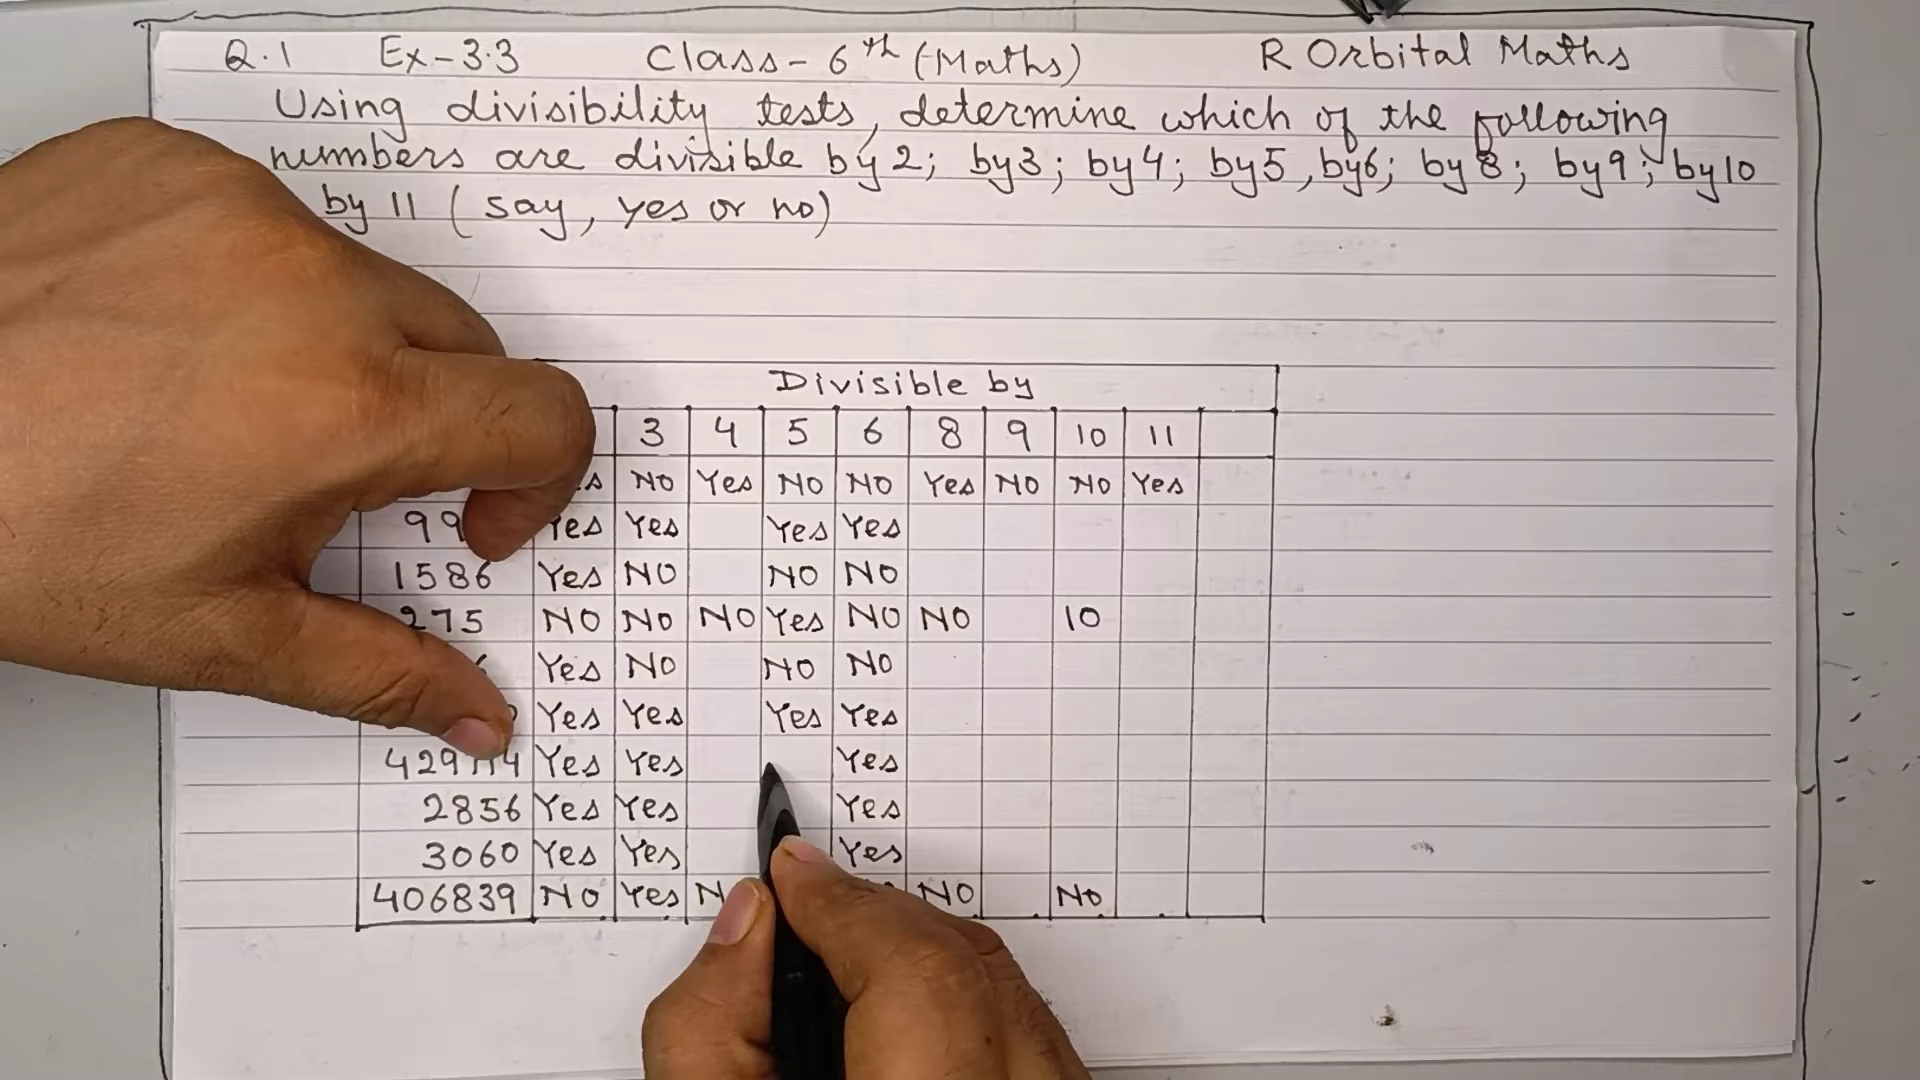 Q.1 Ex-3.3 Class-6th (Maths) R Orbital Maths
Using divisibility tests, determine which of the following
numbers are divisible by 2; by 3; by 4; by 5, by 6; by 8; by 9; by 10
by 11 (say, yes or no)
Divisible by
3 4 5 6 8 9 10 11
No Yes No No Yes No No Yes
99 Yes Yes Yes Yes
1586 Yes NO NO NO
275 NO NO NO Yes NO NO 10
6 Yes NO NO NO
Yes Yes Yes Yes
Yes Yes Yes
2856 Yes Yes Yes
3060 Yes Yes Yes
406839 No Yes NO No